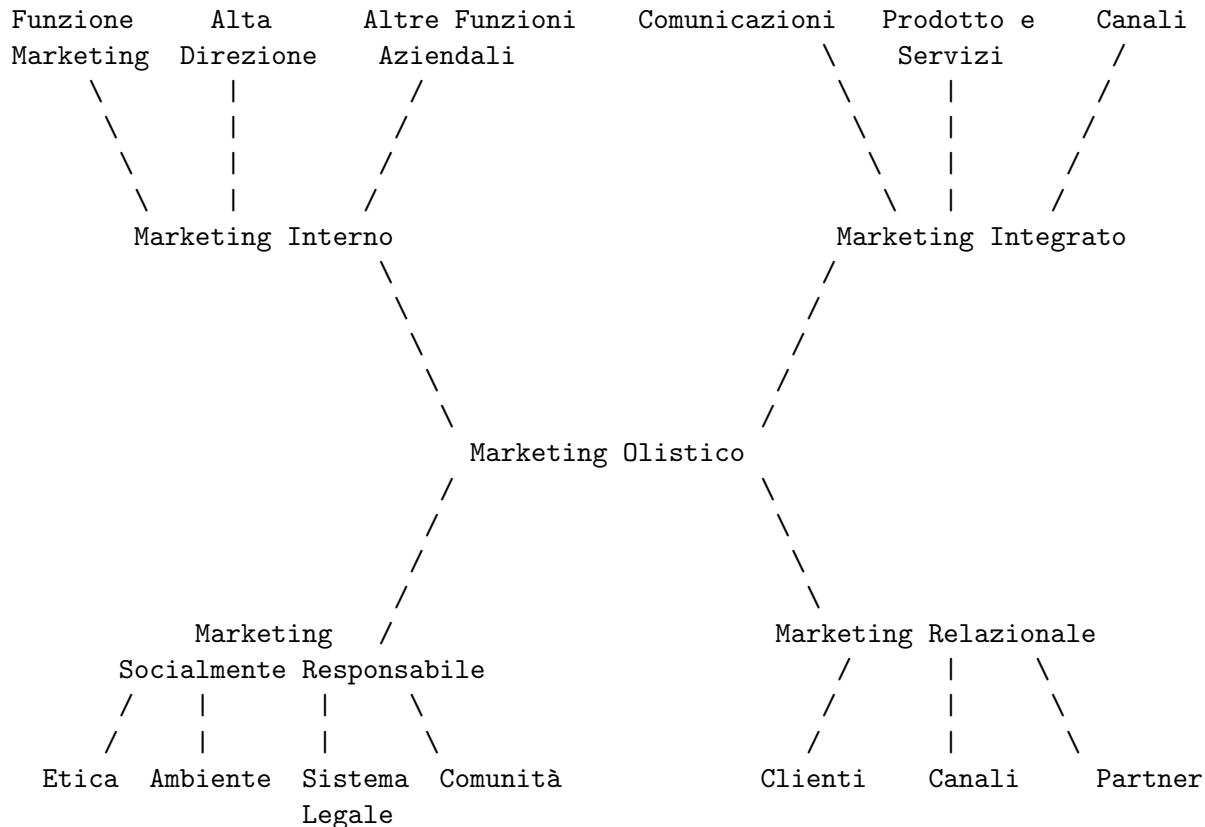 Funzione Alta Altre Funzioni Comunicazioni Prodotto e Canali
Marketing Direzione Aziendali Servizi
Marketing Interno Marketing Integrato
Marketing Olistico
Marketing Marketing Relazionale
Socialmente Responsabile
Etica Ambiente Sistema Comunità Clienti Canali Partner
Legale